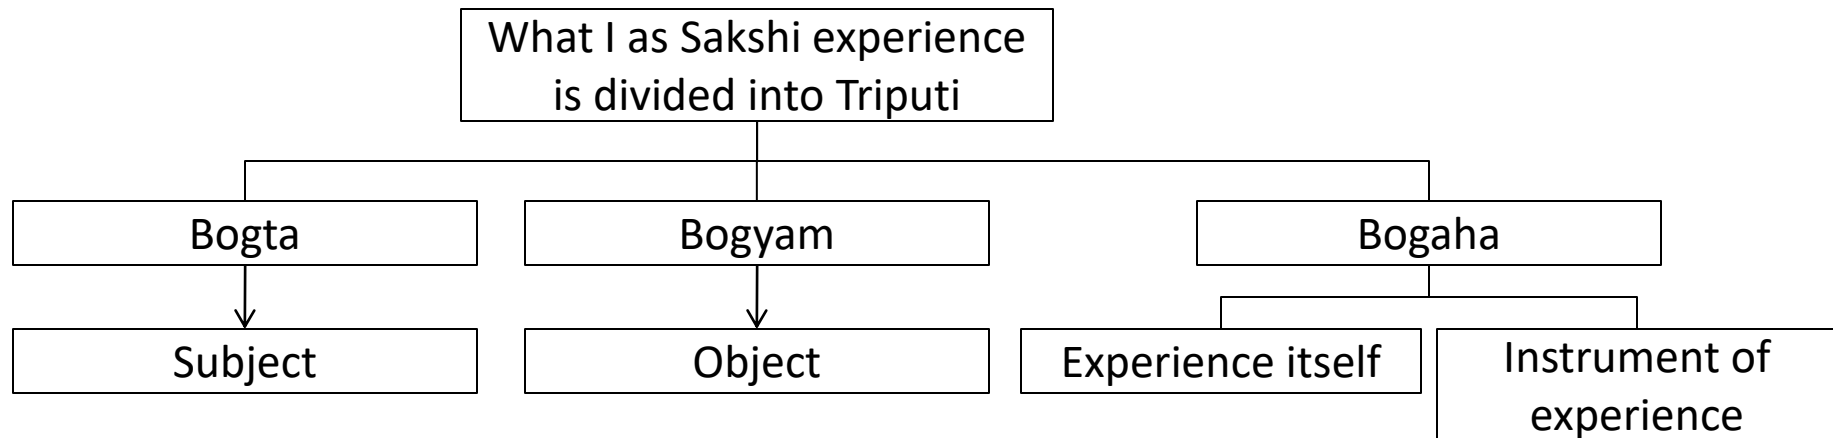 What I as Sakshi experience
is divided into Triputi
Bogta
Bogyam
Bogaha
Subject
Object
Experience itself
Instrument of
experience